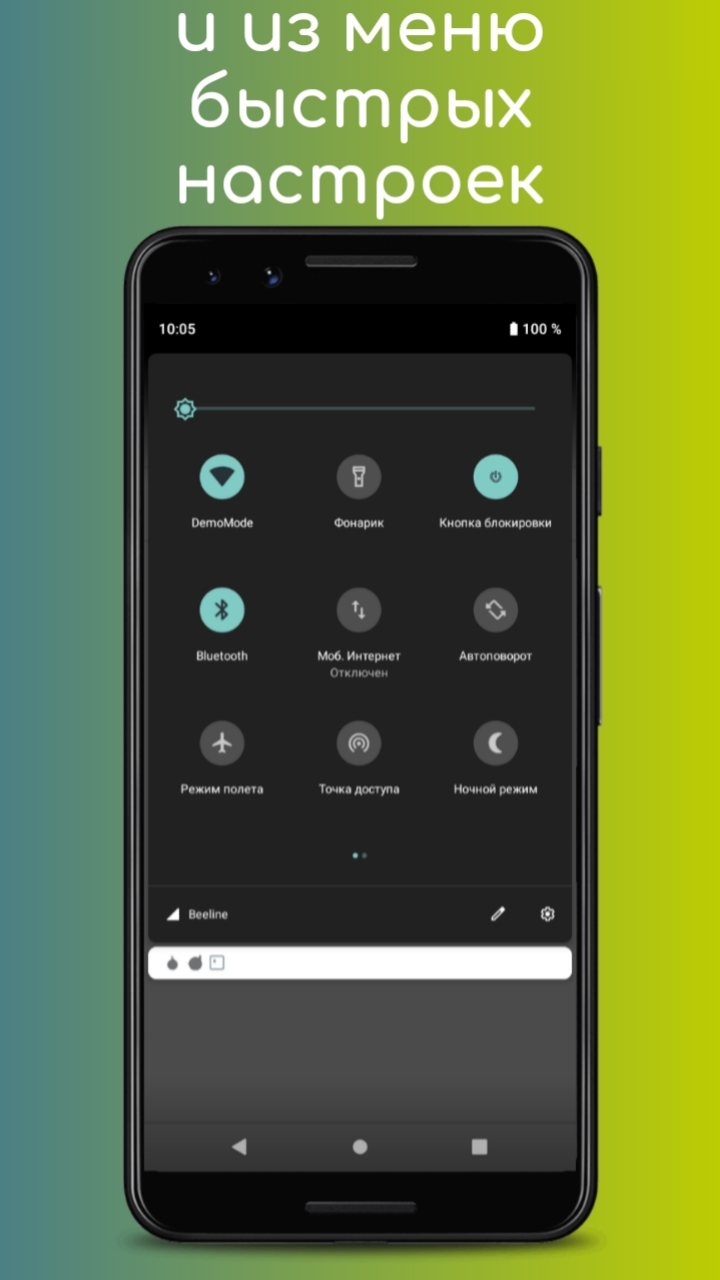 и из меню
быстрых
настроек
10:05
100 %
DemoMode
Фонарик
Кнопка блокировки
Bluetooth
Моб. Интернет
Отключен
Автоповорот
Режим полета
Точка доступа
Ночной режим
Beeline